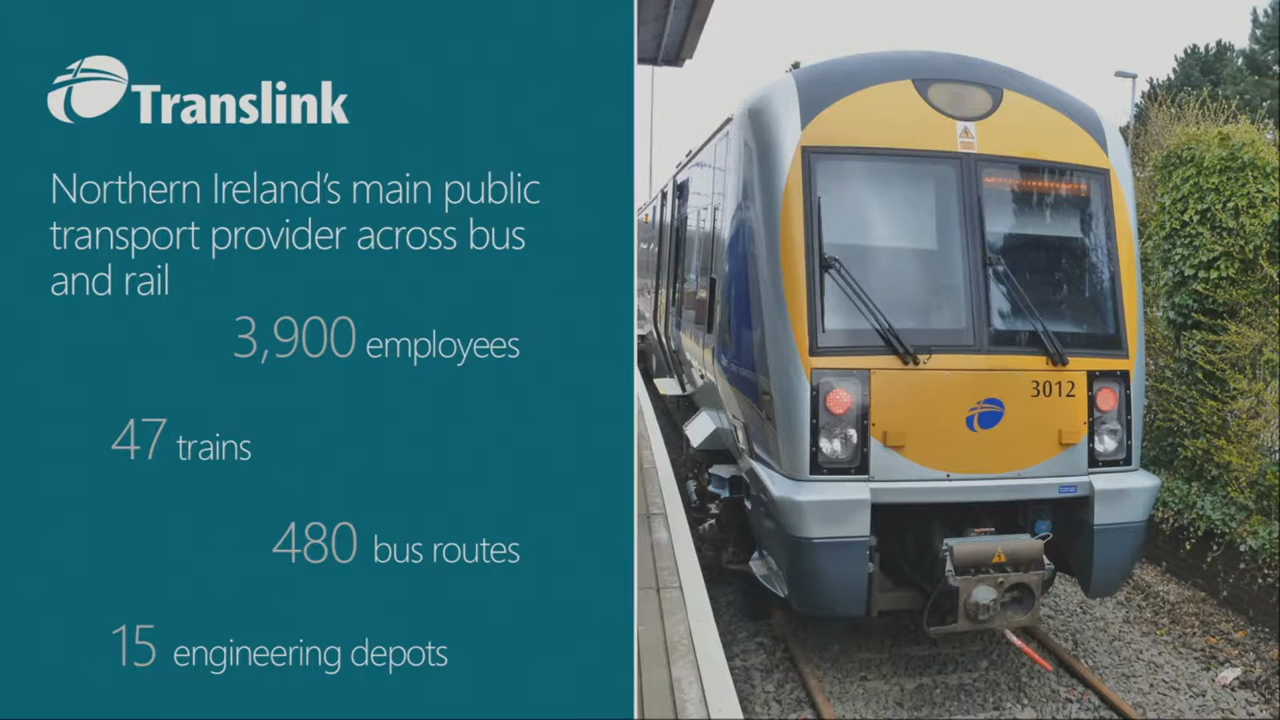 Translink
Northern Ireland's main public
transport provider across bus
and rail
3,900 employees
47 trains
480 bus routes
15 engineering depots
3012